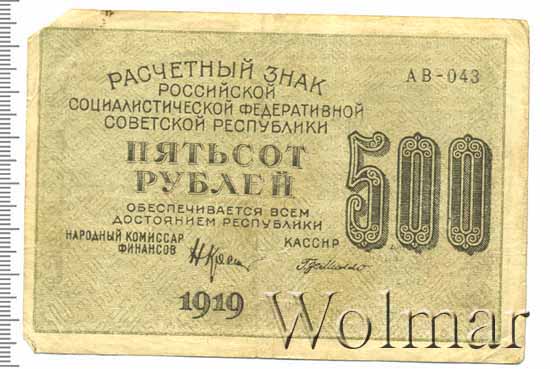 РАСЧЕТНЫЙ ЗНАК
АВ-043
РОССИЙСКОЙ
СОЦИАЛИСТИЧЕСКОЙ ФЕДЕРАТИВНОЙ
СОВЕТСКОЙ РЕСПУБЛИКИ
ПЯТЬСОТ
РУБЛЕЙ
500
ОБЕСПЕЧИВАЕТСЯ ВСЕМ
ДОСТОЯНИЕМ РЕСПУБЛИКИ
НАРОДНЫЙ КОМИССАР
ФИНАНСОВ
КАССИР
1919
Wolmar